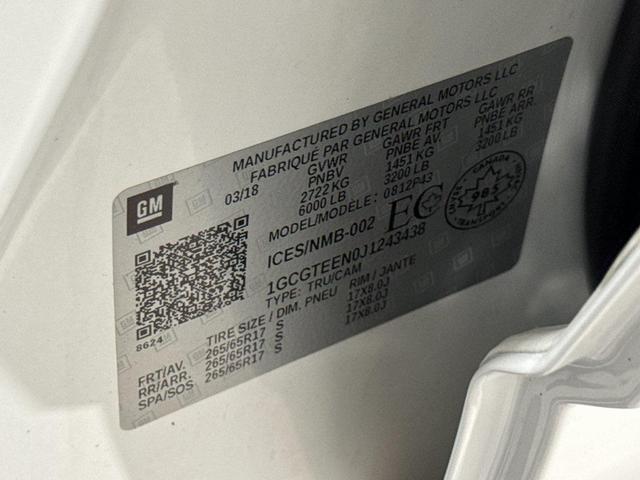 MANUFACTURED BY GENERAL MOTORS LLC
FABRIQUÉ PAR GENERAL MOTORS LLC
GM
03/18 GVWR GAWR FRT GAWR RR
PNBV PNBE AV. PNBE ARR.
2722 KG 1451 KG 1451 KG
6000 LB 3200 LB 3200 LB
MODEL/MODÈLE: 0812P43
ICES/NMB-002 EC
CANADA
985
1GCGTEEN0J1243438
TYPE: TRU/CAM
8624
TIRE SIZE / DIM. PNEU RIM / JANTE
FRT/AV. 265/65R17 S 17X8.0J
RR/ARR. 265/65R17 S 17X8.0J
SPA/SOS 265/65R17 S 17X8.0J